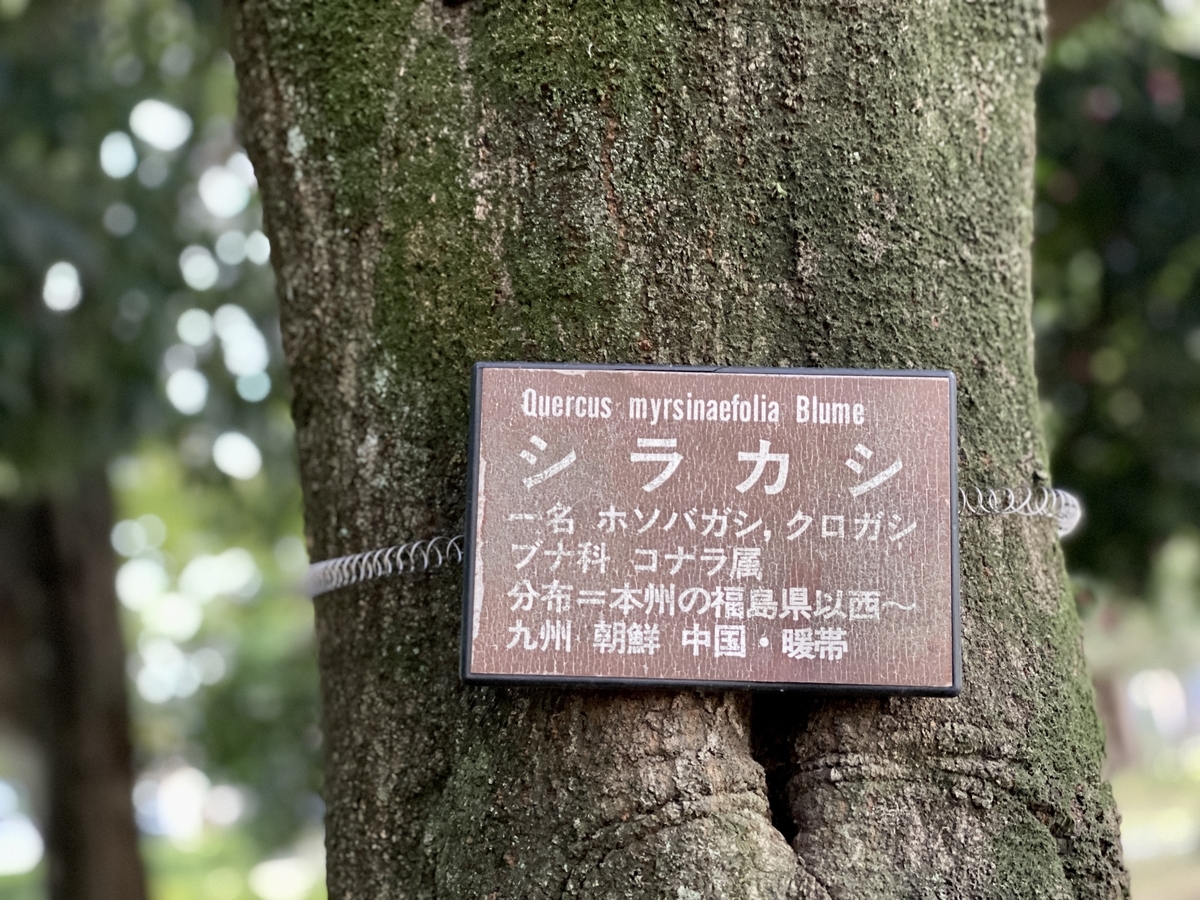 Quercus myrsinaefolia Blume
シラカシ
一名 ホソバガシ, クロガシ
ブナ科 コナラ属
分布＝本州の福島県以西～
九州 朝鮮 中国・暖帯